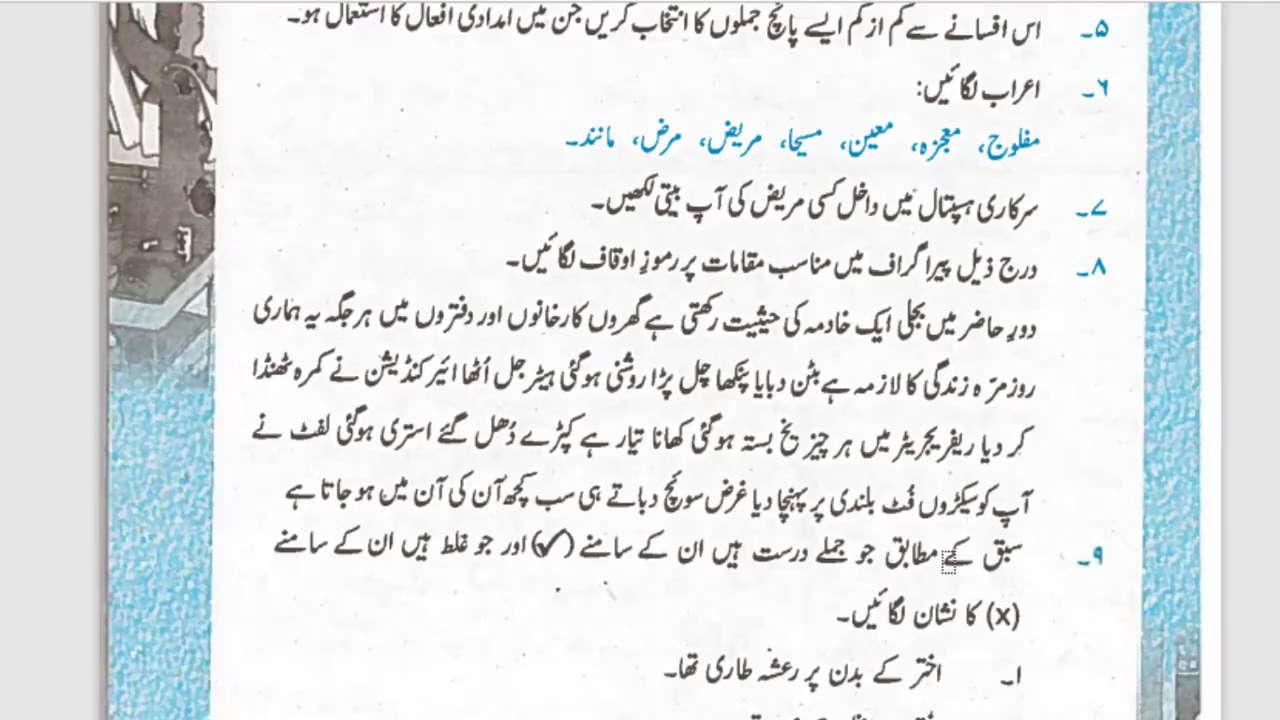 ۵۔ اس افسانے سے کم از کم ایسے پانچ جملوں کا انتخاب کریں جن میں امدادی افعال کا استعمال ہو۔
۶۔ اعراب لگائیں:
مفلوج، معجزہ، معین، مسیحا، مریض، مرض، مانند۔
۷۔ سرکاری ہسپتال میں داخل کسی مریض کی آپ بیتی لکھیں۔
۸۔ درج ذیل پیراگراف میں مناسب مقامات پر رموزِ اوقاف لگائیں۔
دورِ حاضر میں بجلی ایک خادمہ کی حیثیت رکھتی ہے گھروں کارخانوں اور دفتروں میں ہر جگہ یہ ہماری
روزمرّہ زندگی کا لازمہ ہے بٹن دبایا پنکھا چل پڑا روشنی ہوگئی ہیٹر جل اُٹھا ائیر کنڈیشن نے کمرہ ٹھنڈا
کر دیا ریفریجریٹر میں ہر چیز یخ بستہ ہوگئی کھانا تیار ہے کپڑے دُھل گئے استری ہوگئی لفٹ نے
آپ کو سیکڑوں فُٹ بلندی پر پہنچا دیا غرض سوئچ دباتے ہی سب کچھ آن کی آن میں ہو جاتا ہے
۹۔ سبق کے مطابق جو جملے درست ہیں ان کے سامنے (✓) اور جو غلط ہیں ان کے سامنے
(x) کا نشان لگائیں۔
۱۔ اختر کے بدن پر رعشہ طاری تھا۔